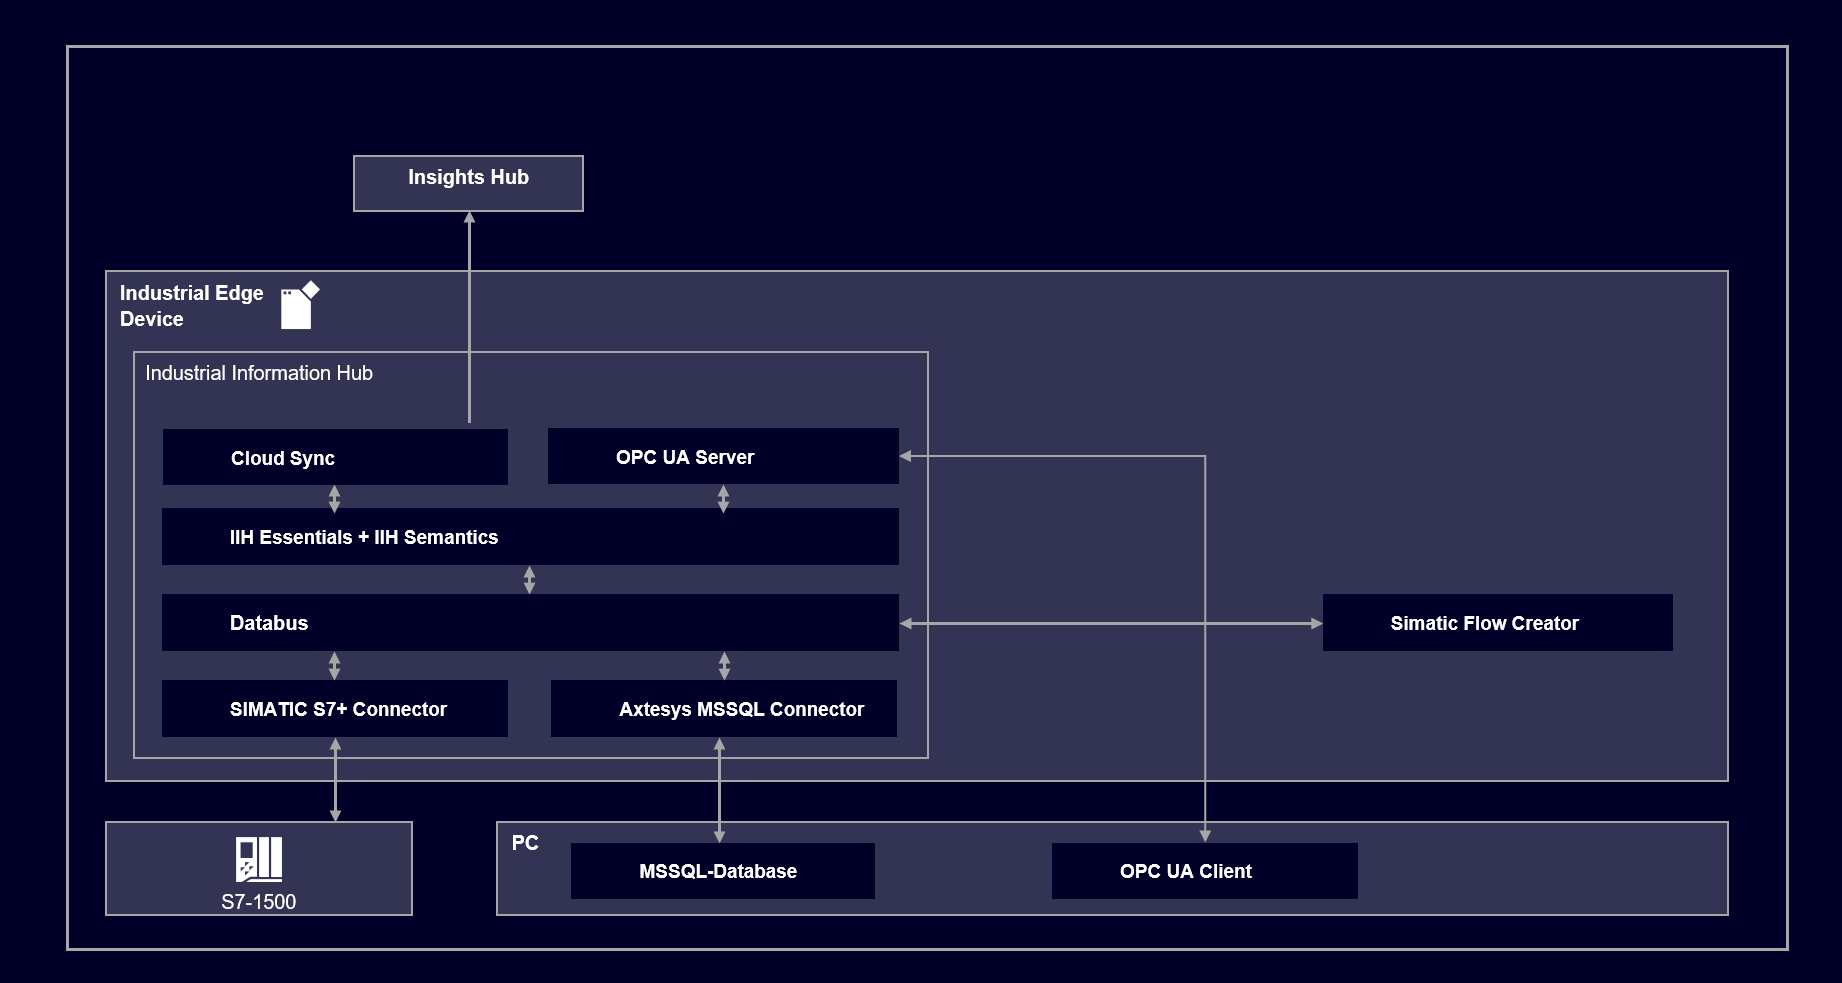 Insights Hub
Industrial Edge
Device
Industrial Information Hub
Cloud Sync
OPC UA Server
IIH Essentials + IIH Semantics
Databus
Simatic Flow Creator
SIMATIC S7+ Connector
Axtesys MSSQL Connector
S7-1500
PC
MSSQL-Database
OPC UA Client